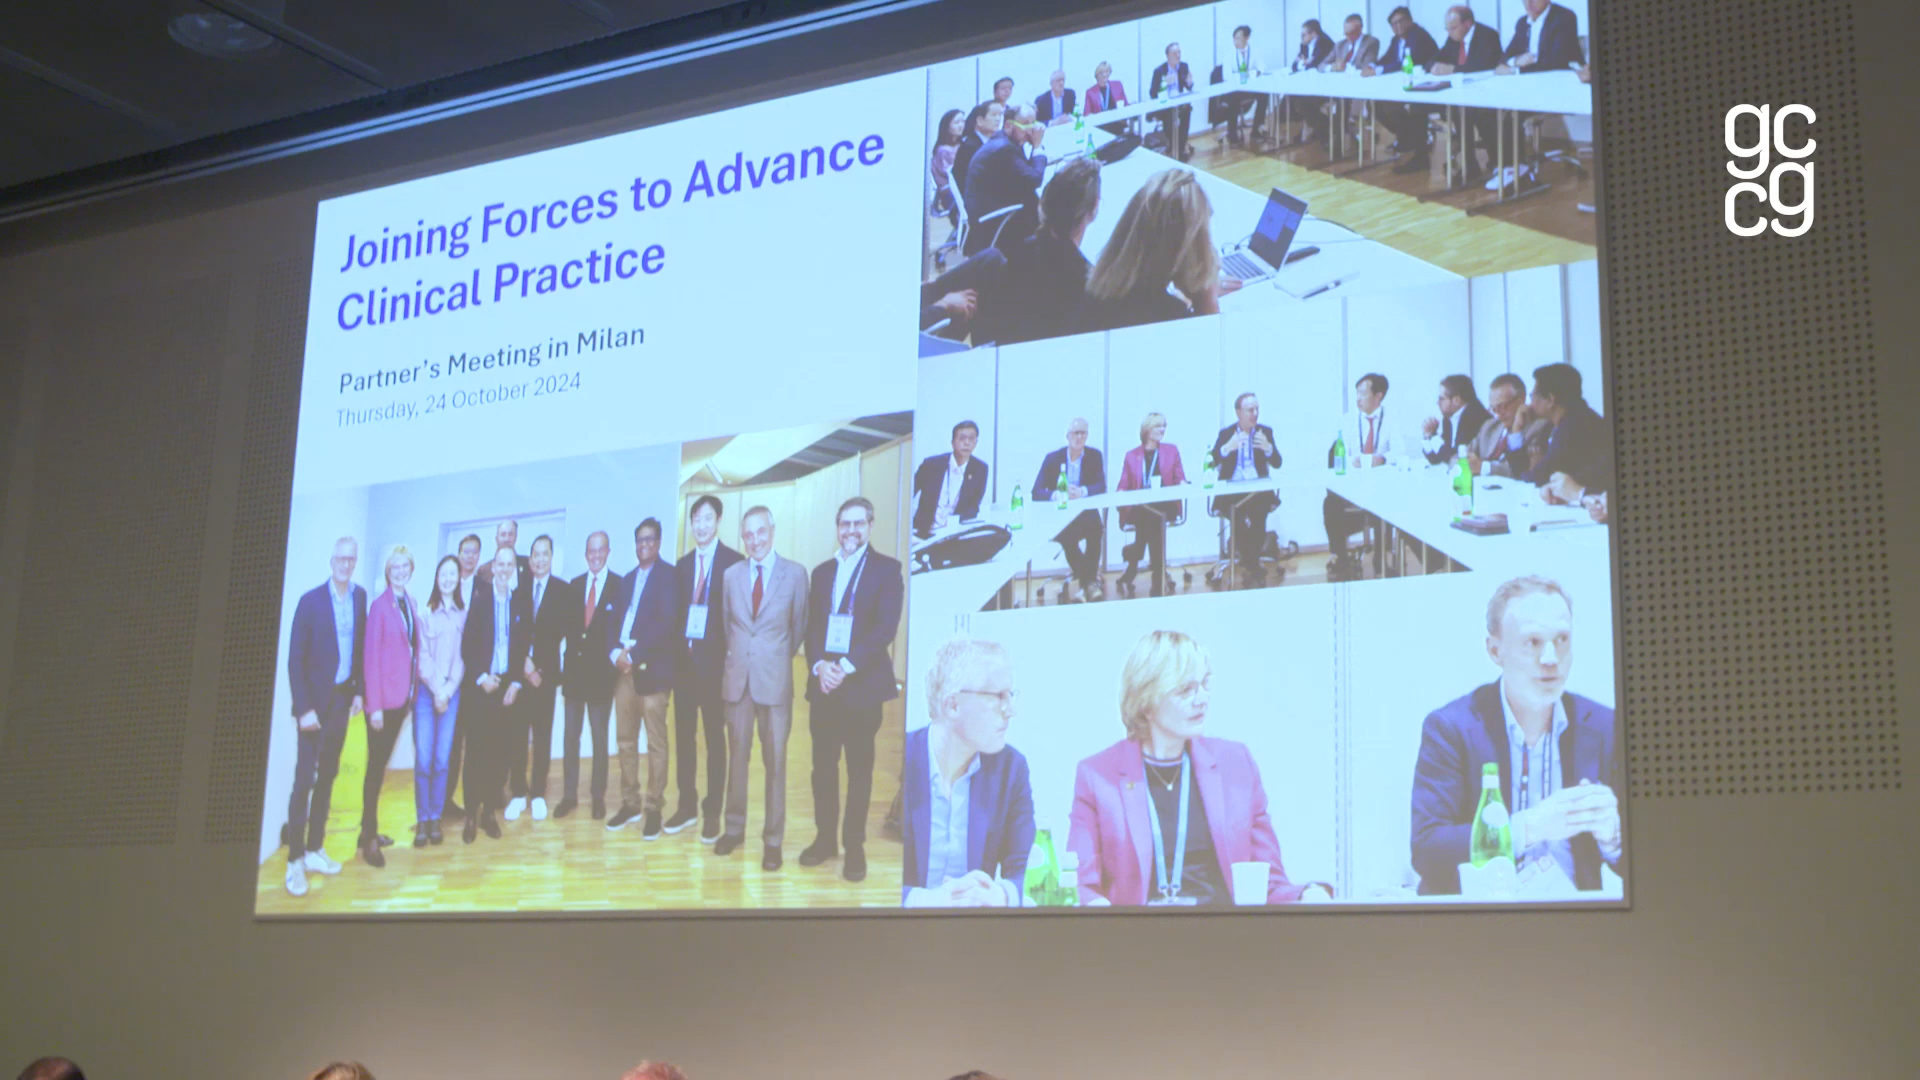 Joining Forces to Advance
Clinical Practice
Partner's Meeting in Milan
Thursday, 24 October 2024
gc
cg